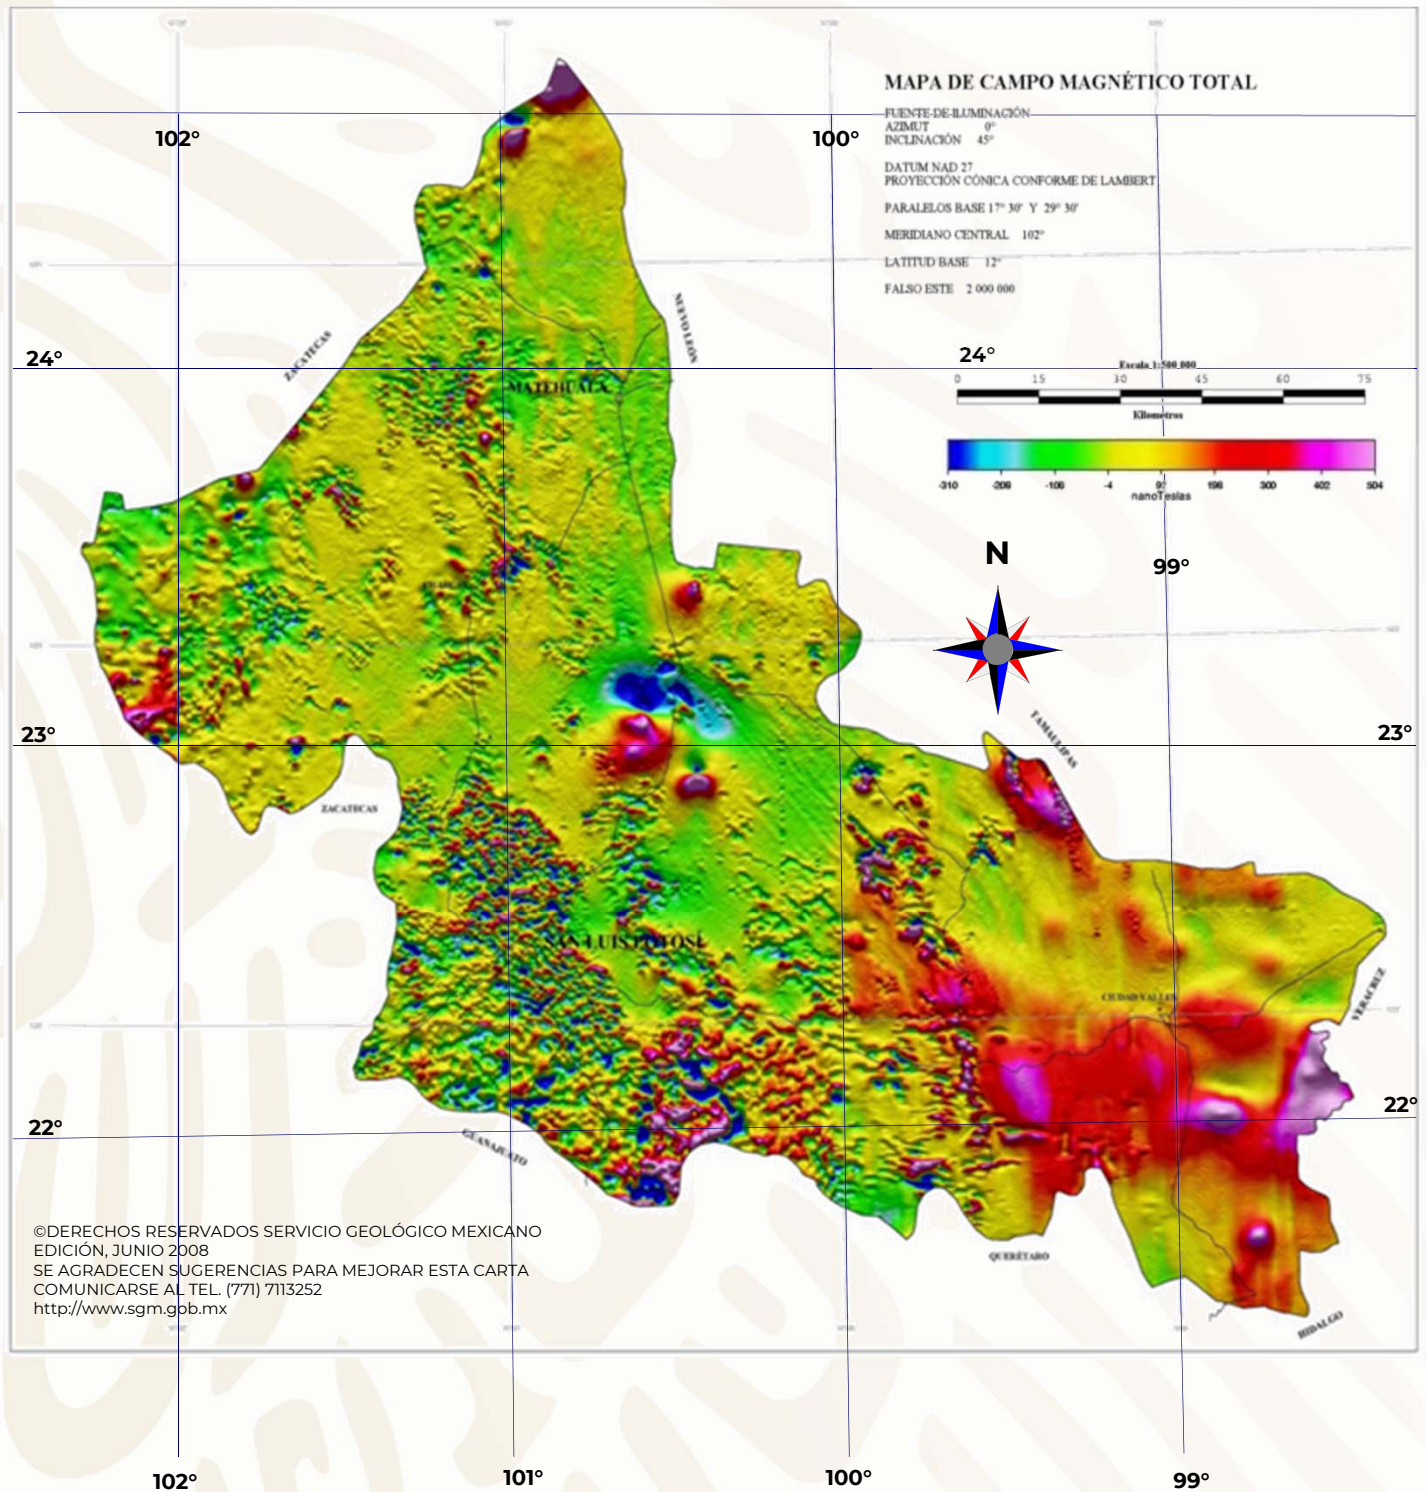 MAPA DE CAMPO MAGNÉTICO TOTAL
FUENTE DE ILUMINACIÓN
AZIMUT 0°
INCLINACIÓN 45°
DATUM NAD 27
PROYECCIÓN CÓNICA CONFORME DE LAMBERT
PARALELOS BASE 17° 30' Y 29° 30'
MERIDIANO CENTRAL 102°
LATITUD BASE 12°
FALSO ESTE 2 000 000
102°
100°
NUEVO LEÓN
ZACATECAS
24°
24°
Escala 1:500 000
0 15 30 45 60 75
Kilometros
MATEHUALA
-310 -208 -106 -4 92 198 300 402 504
nanoTeslas
N
99°
TAMAULIPAS
23°
23°
ZACATECAS
SAN LUIS POTOSÍ
CIUDAD VALLES
VERACRUZ
22°
22°
GUANAJUATO
QUERÉTARO
HIDALGO
©DERECHOS RESERVADOS SERVICIO GEOLÓGICO MEXICANO
EDICIÓN, JUNIO 2008
SE AGRADECEN SUGERENCIAS PARA MEJORAR ESTA CARTA
COMUNICARSE AL TEL. (771) 7113252
http://www.sgm.gob.mx
102°
101°
100°
99°